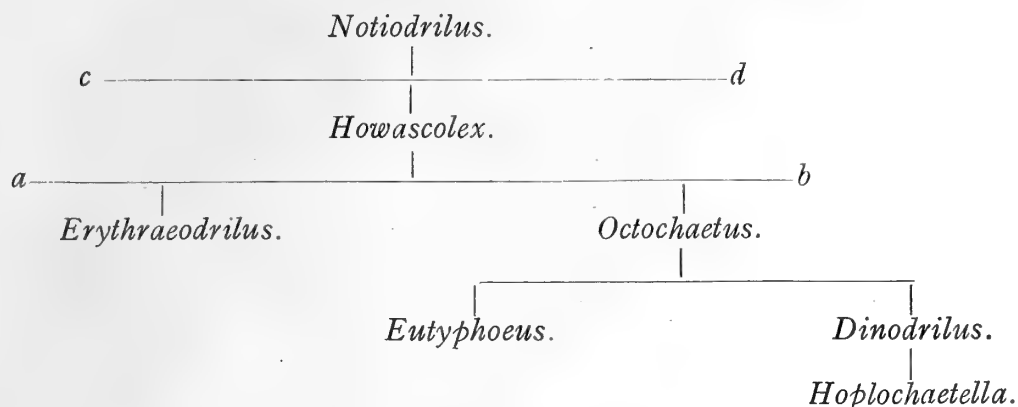 Notiodrilus.
c d
Howascolex.
a b
Erythraeodrilus. Octochaetus.
Eutyphoeus. Dinodrilus.
Hoplochaetella.